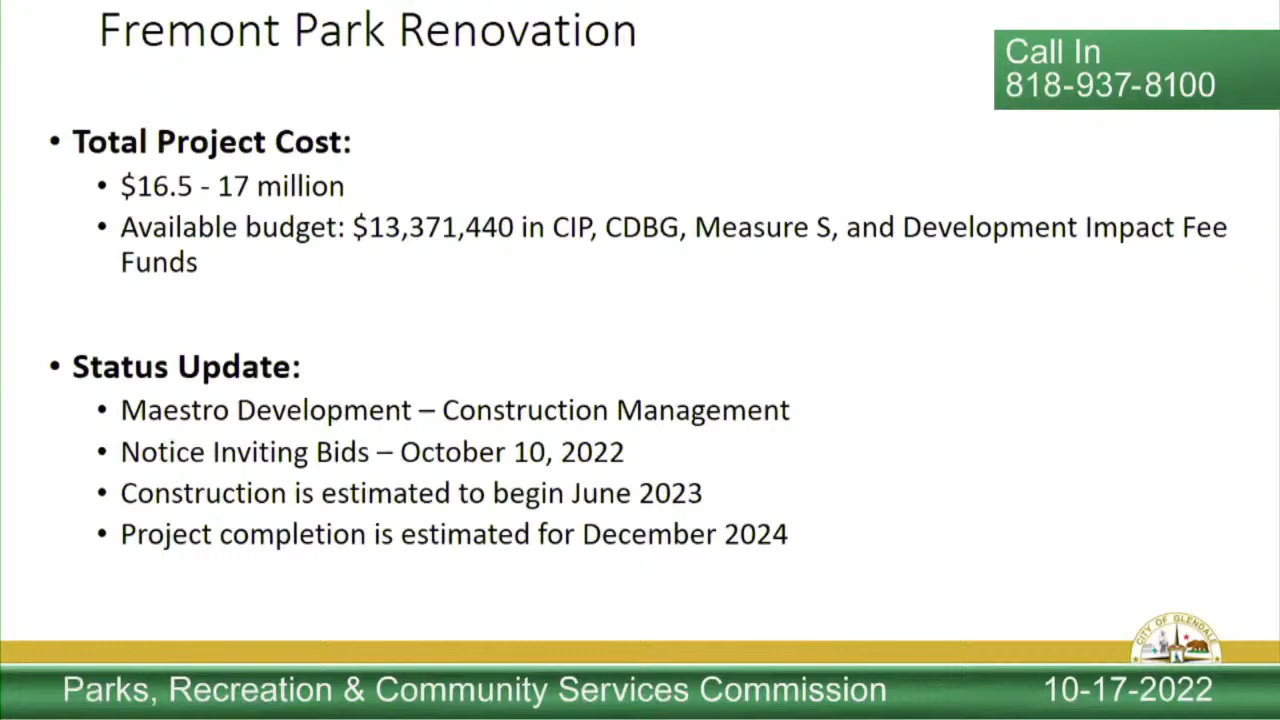 Fremont Park Renovation
Call In
818-937-8100
• Total Project Cost:
• $16.5 - 17 million
• Available budget: $13,371,440 in CIP, CDBG, Measure S, and Development Impact Fee
Funds
• Status Update:
• Maestro Development – Construction Management
• Notice Inviting Bids – October 10, 2022
• Construction is estimated to begin June 2023
• Project completion is estimated for December 2024
CITY OF GLENDALE
Parks, Recreation & Community Services Commission
10-17-2022